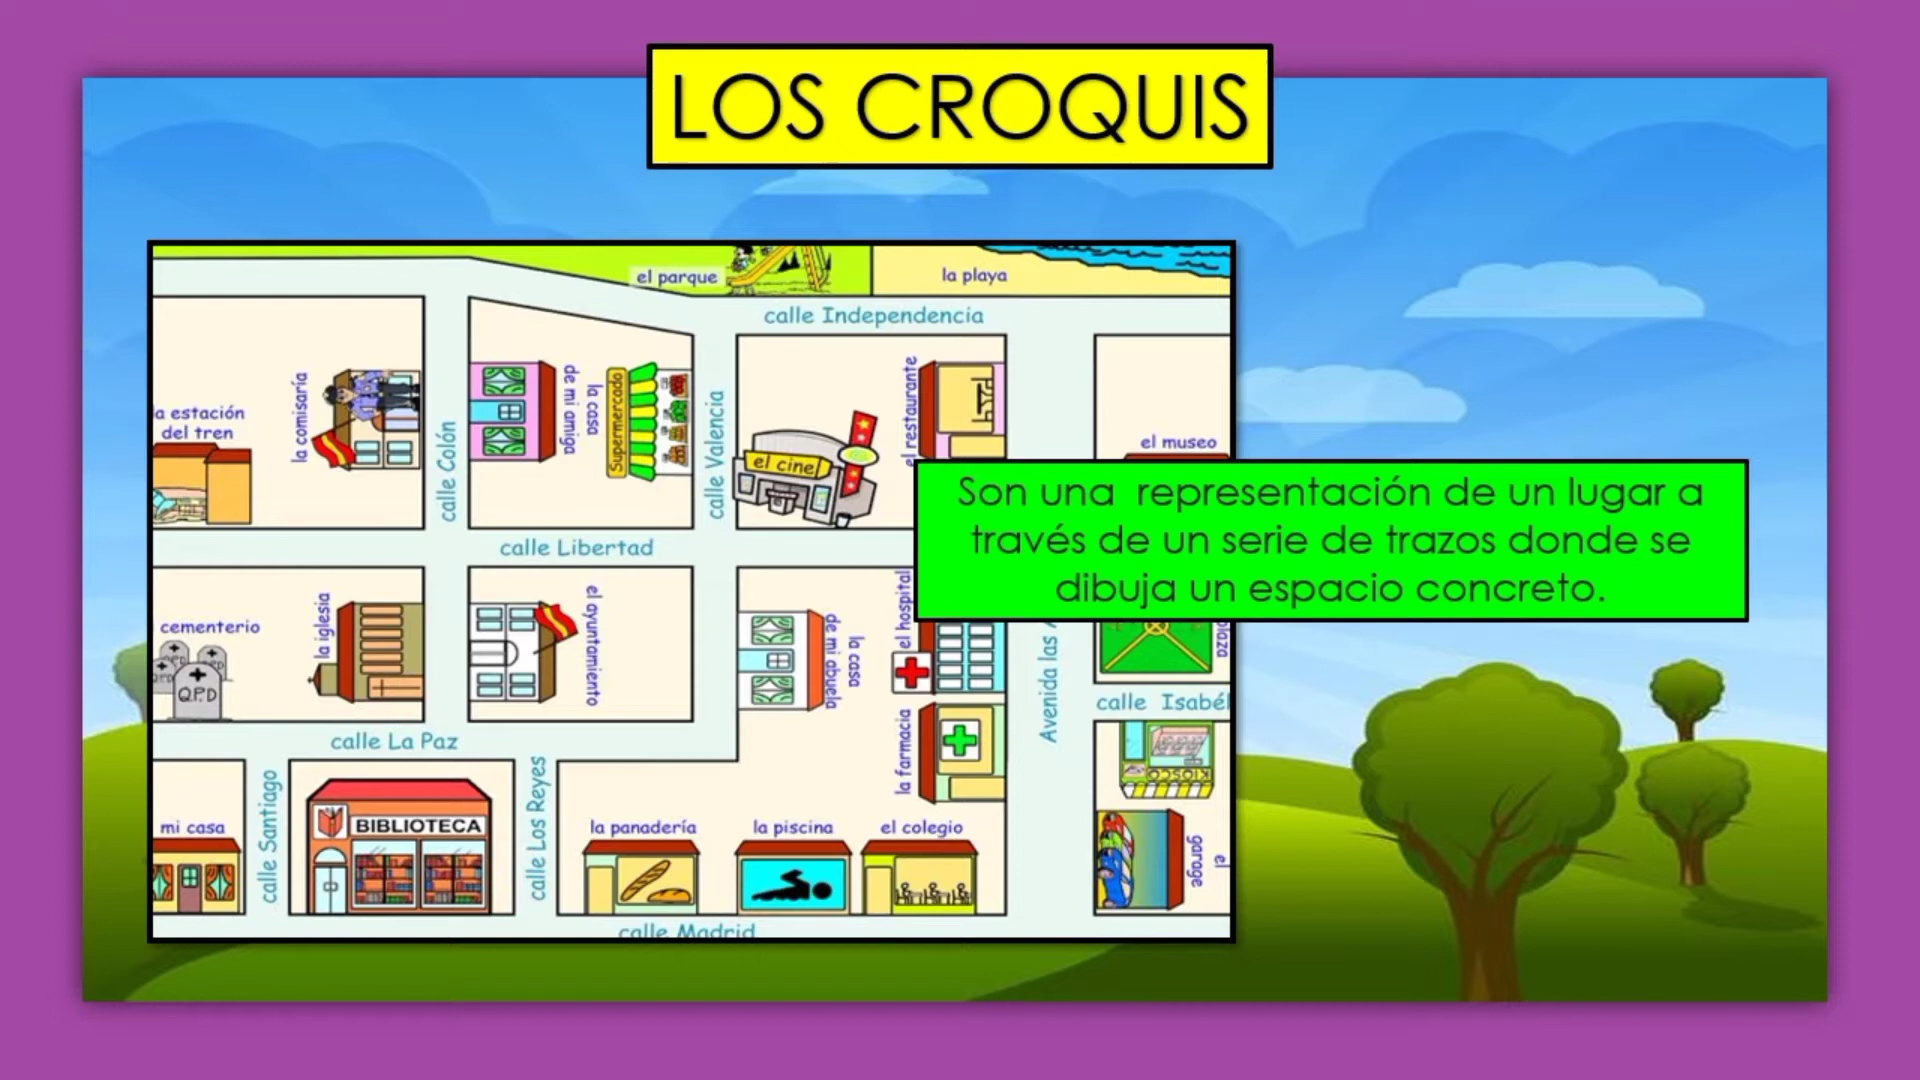 LOS CROQUIS
el parque
la playa
calle Independencia
la estación
del tren
la comisaría
calle Colón
la casa
de mi amiga
Supermercado
calle Valencia
el cine
el restaurante
el museo
Son una representación de un lugar a
través de un serie de trazos donde se
dibuja un espacio concreto.
calle Libertad
cementerio
Q.P.D
la iglesia
el ayuntamiento
la casa
de mi abuela
el hospital
Avenida las
plaza
calle Isabél
calle La Paz
la farmacia
KIOSCO
mi casa
calle Santiago
BIBLIOTECA
calle Los Reyes
la panadería
la piscina
el colegio
el
garage
calle Madrid